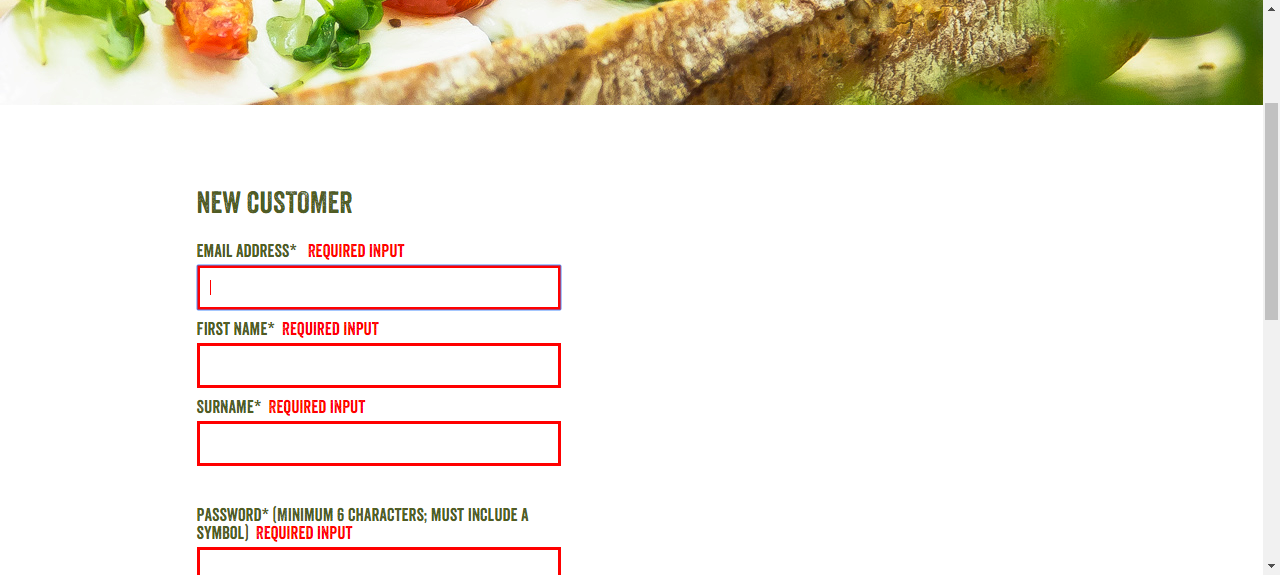 NEW CUSTOMER
EMAIL ADDRESS* REQUIRED INPUT
FIRST NAME* REQUIRED INPUT
SURNAME* REQUIRED INPUT
PASSWORD* (MINIMUM 6 CHARACTERS; MUST INCLUDE A
SYMBOL) REQUIRED INPUT